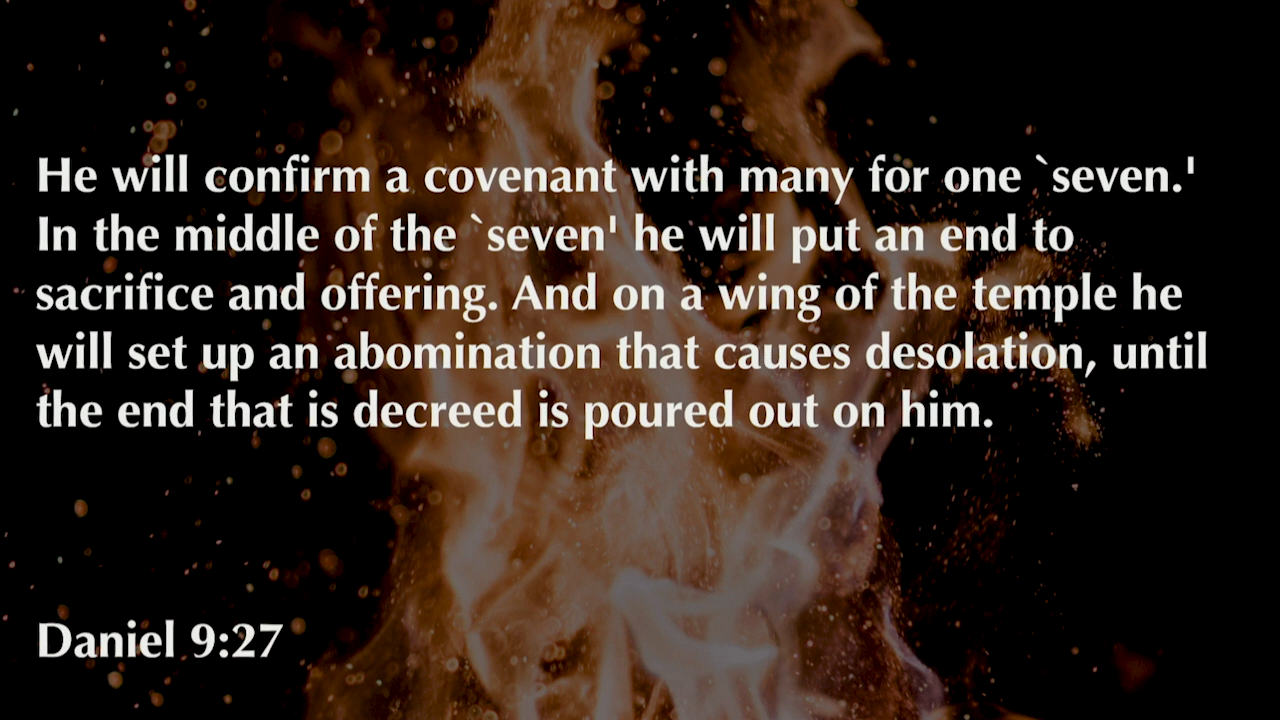 He will confirm a covenant with many for one `seven.'
In the middle of the `seven' he will put an end to
sacrifice and offering. And on a wing of the temple he
will set up an abomination that causes desolation, until
the end that is decreed is poured out on him.
Daniel 9:27